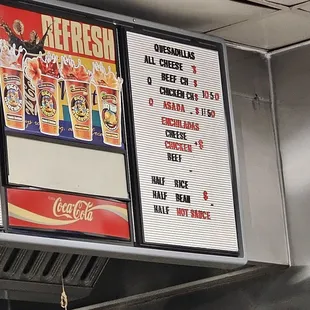 REFRESH
Coca-Cola
QUESADILLAS
ALL CHEESE $
Q BEEF CH $
Q CHICKEN CH $ 10 50
Q ASADA . $ 11 50
ENCHILADAS
CHEESE
CHICKEN $
BEEF
HALF RICE
HALF BEAN $
HALF HOT SAUCE